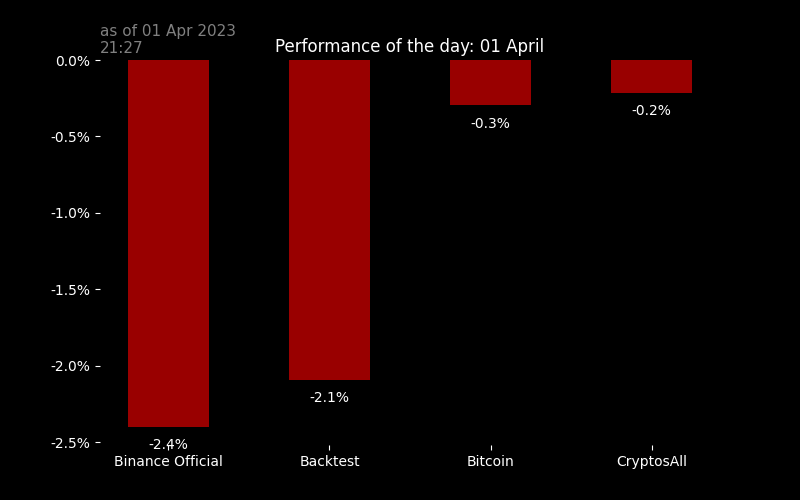 as of 01 Apr 2023
21:27
Performance of the day: 01 April
0.0%
-0.5%
-1.0%
-1.5%
-2.0%
-2.5%
-2.4%
-2.1%
-0.3%
-0.2%
Binance Official
Backtest
Bitcoin
CryptosAll